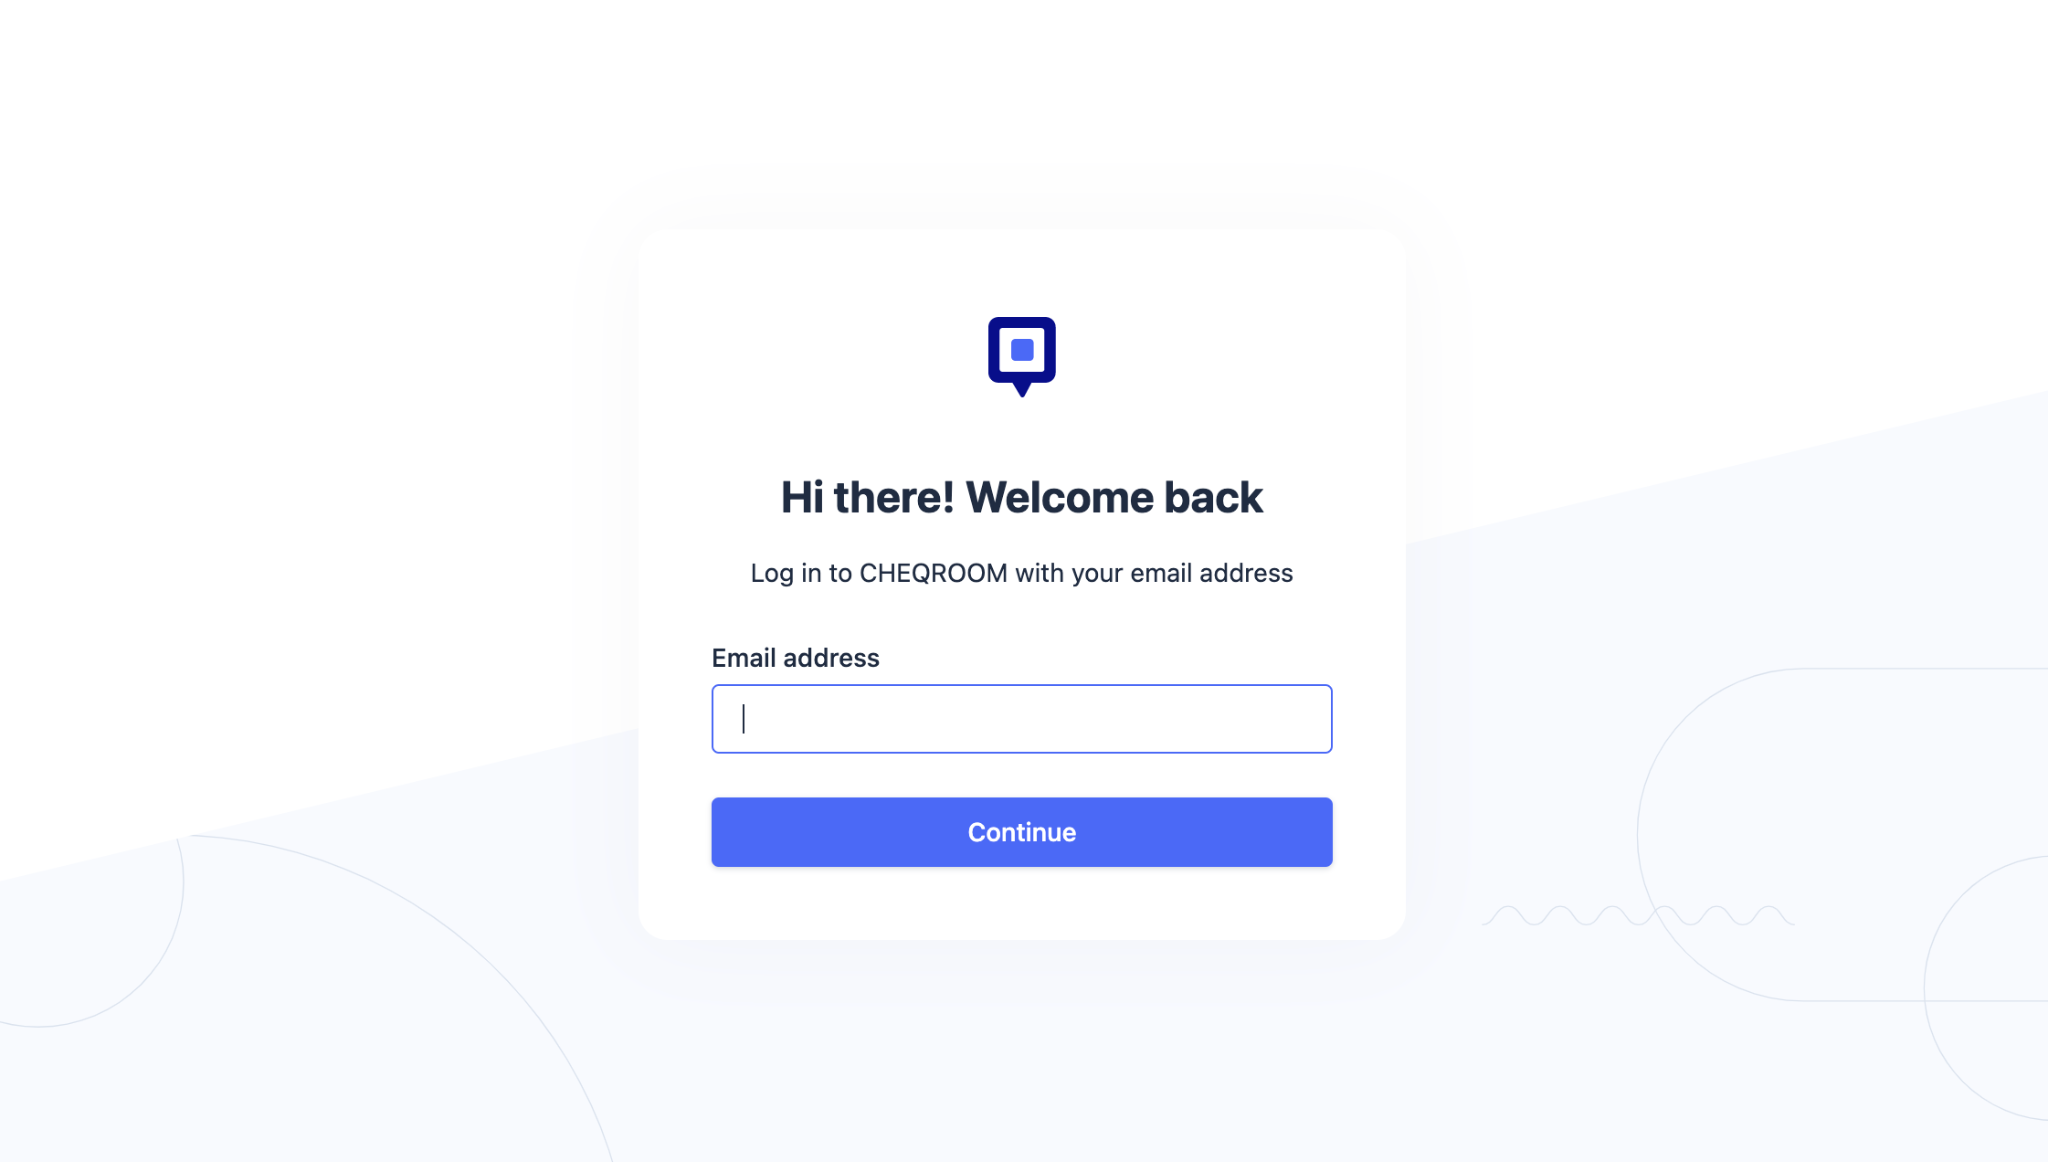 Hi there! Welcome back
Log in to CHEQROOM with your email address
Email address
Continue